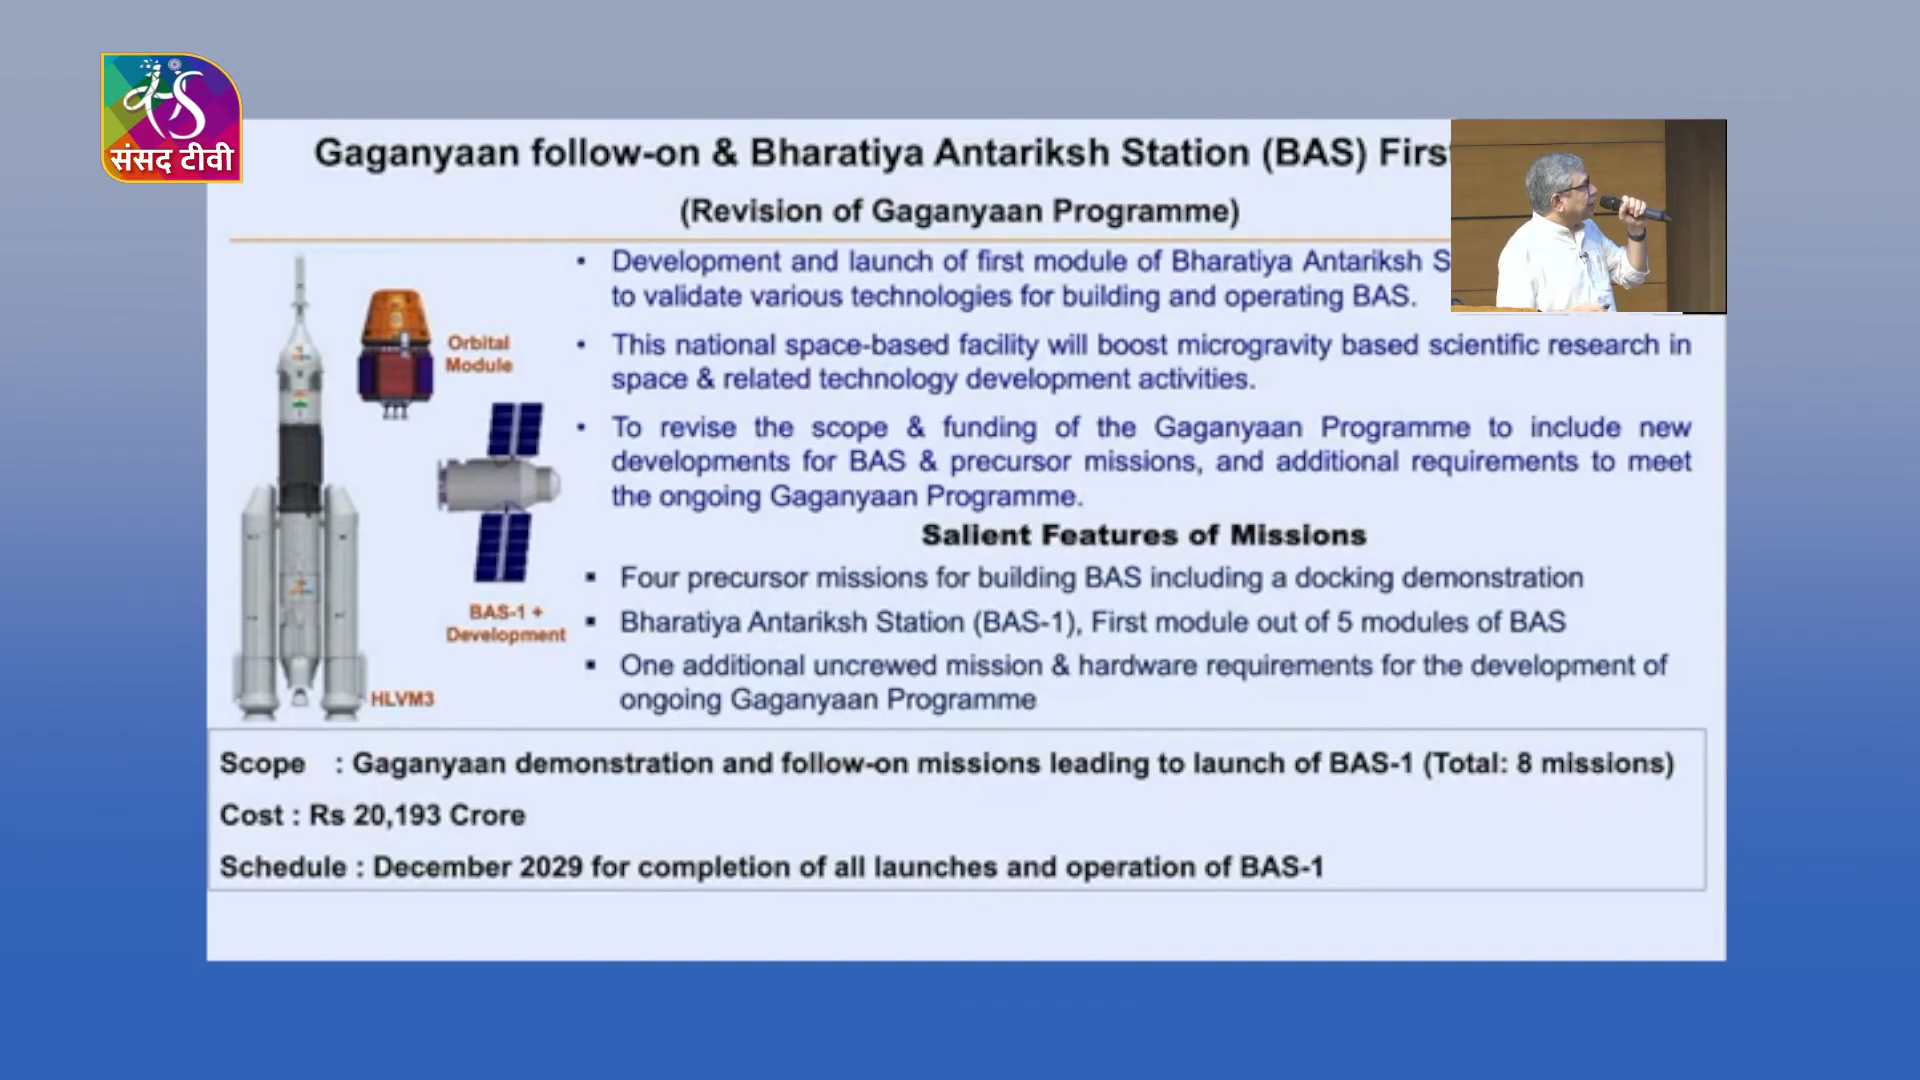 संसद टीवी
Gaganyaan follow-on & Bharatiya Antariksh Station (BAS)
(Revision of Gaganyaan Programme)
• Development and launch of first module of Bharatiya Antariksh
to validate various technologies for building and operating BAS.
Orbital
Module
• This national space-based facility will boost microgravity based scientific research in
space & related technology development activities.
• To revise the scope & funding of the Gaganyaan Programme to include new
developments for BAS & precursor missions, and additional requirements to meet
the ongoing Gaganyaan Programme.
Salient Features of Missions
▪ Four precursor missions for building BAS including a docking demonstration
BAS-1 +
Development
▪ Bharatiya Antariksh Station (BAS-1), First module out of 5 modules of BAS
▪ One additional uncrewed mission & hardware requirements for the development of
ongoing Gaganyaan Programme
HLVM3
Scope : Gaganyaan demonstration and follow-on missions leading to launch of BAS-1 (Total: 8 missions)
Cost : Rs 20,193 Crore
Schedule : December 2029 for completion of all launches and operation of BAS-1